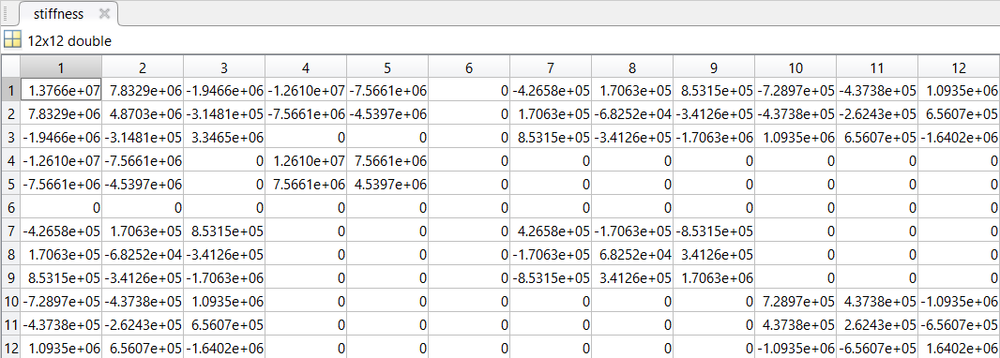 stiffness
12x12 double
1 2 3 4 5 6 7 8 9 10 11 12
1 1.3766e+07 7.8329e+06 -1.9466e+06 -1.2610e+07 -7.5661e+06 0 -4.2658e+05 1.7063e+05 8.5315e+05 -7.2897e+05 -4.3738e+05 1.0935e+06
2 7.8329e+06 4.8703e+06 -3.1481e+05 -7.5661e+06 -4.5397e+06 0 1.7063e+05 -6.8252e+04 -3.4126e+05 -4.3738e+05 -2.6243e+05 6.5607e+05
3 -1.9466e+06 -3.1481e+05 3.3465e+06 0 0 0 8.5315e+05 -3.4126e+05 -1.7063e+06 1.0935e+06 6.5607e+05 -1.6402e+06
4 -1.2610e+07 -7.5661e+06 0 1.2610e+07 7.5661e+06 0 0 0 0 0 0 0
5 -7.5661e+06 -4.5397e+06 0 7.5661e+06 4.5397e+06 0 0 0 0 0 0 0
6 0 0 0 0 0 0 0 0 0 0 0 0
7 -4.2658e+05 1.7063e+05 8.5315e+05 0 0 0 4.2658e+05 -1.7063e+05 -8.5315e+05 0 0 0
8 1.7063e+05 -6.8252e+04 -3.4126e+05 0 0 0 -1.7063e+05 6.8252e+04 3.4126e+05 0 0 0
9 8.5315e+05 -3.4126e+05 -1.7063e+06 0 0 0 -8.5315e+05 3.4126e+05 1.7063e+06 0 0 0
10 -7.2897e+05 -4.3738e+05 1.0935e+06 0 0 0 0 0 0 7.2897e+05 4.3738e+05 -1.0935e+06
11 -4.3738e+05 -2.6243e+05 6.5607e+05 0 0 0 0 0 0 4.3738e+05 2.6243e+05 -6.5607e+05
12 1.0935e+06 6.5607e+05 -1.6402e+06 0 0 0 0 0 0 -1.0935e+06 -6.5607e+05 1.6402e+06